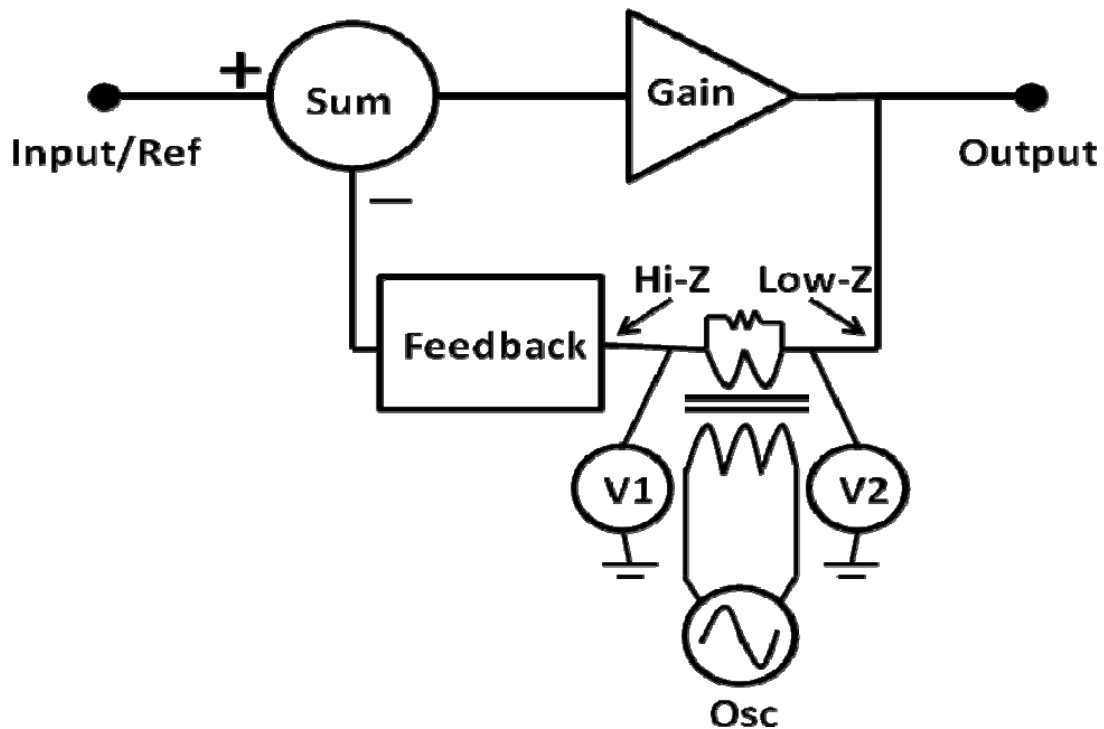 +
Sum
Gain
Input/Ref
Output
−
Hi-Z
Low-Z
Feedback
V1
V2
Osc